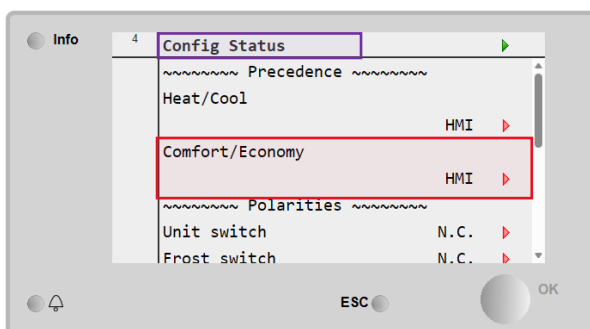 Info
4 Config Status
~~~~~~~~ Precedence ~~~~~~~~
Heat/Cool
HMI
Comfort/Economy
HMI
~~~~~~~~ Polarities ~~~~~~~~
Unit switch N.C.
Frost switch N.C.
ESC
OK